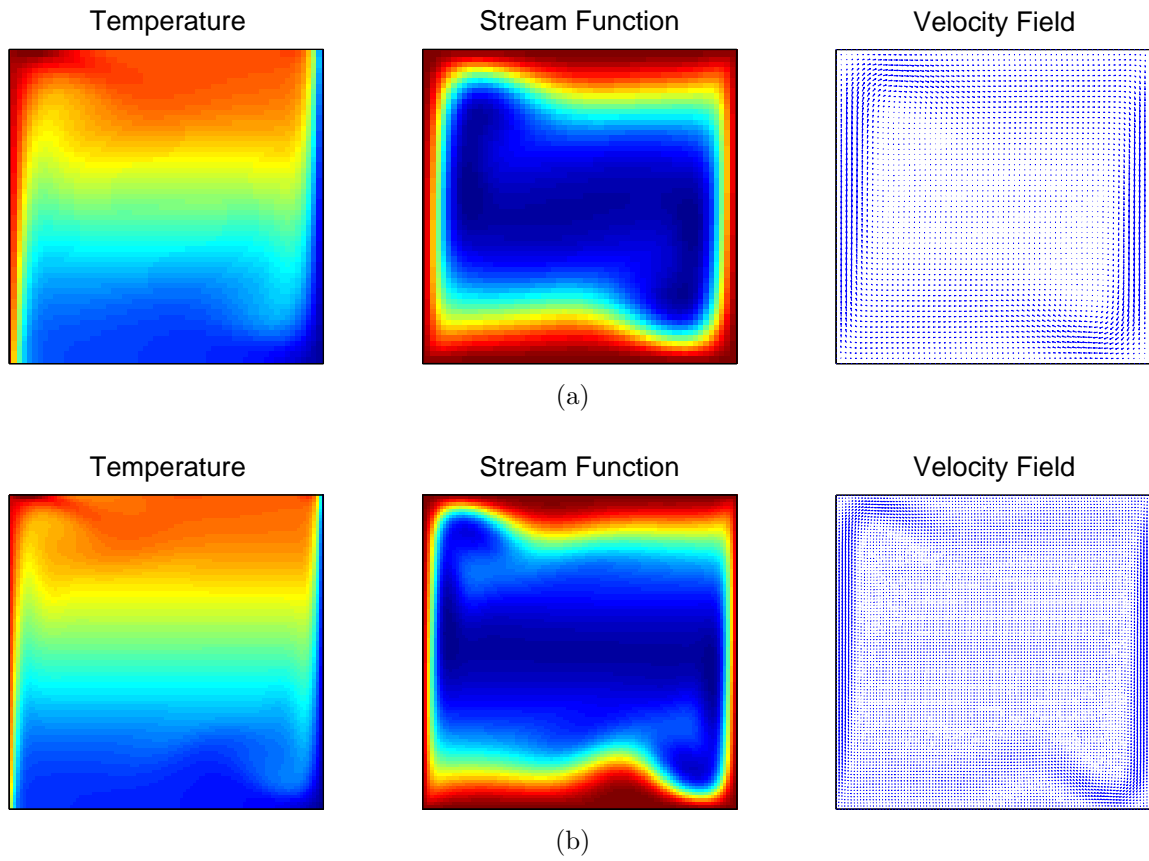 Temperature
Stream Function
Velocity Field
(a)
Temperature
Stream Function
Velocity Field
(b)